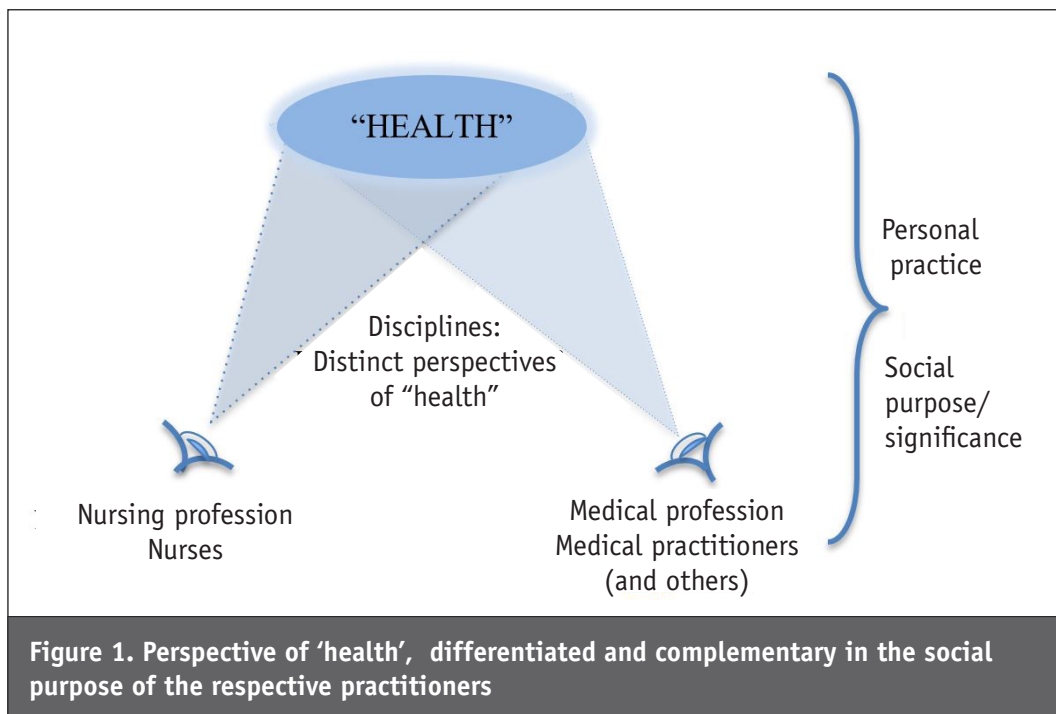 “HEALTH”
Personal
practice
Disciplines:
Distinct perspectives
of “health”
Social
purpose/
significance
Nursing profession
Nurses
Medical profession
Medical practitioners
(and others)
Figure 1. Perspective of ‘health’, differentiated and complementary in the social
purpose of the respective practitioners